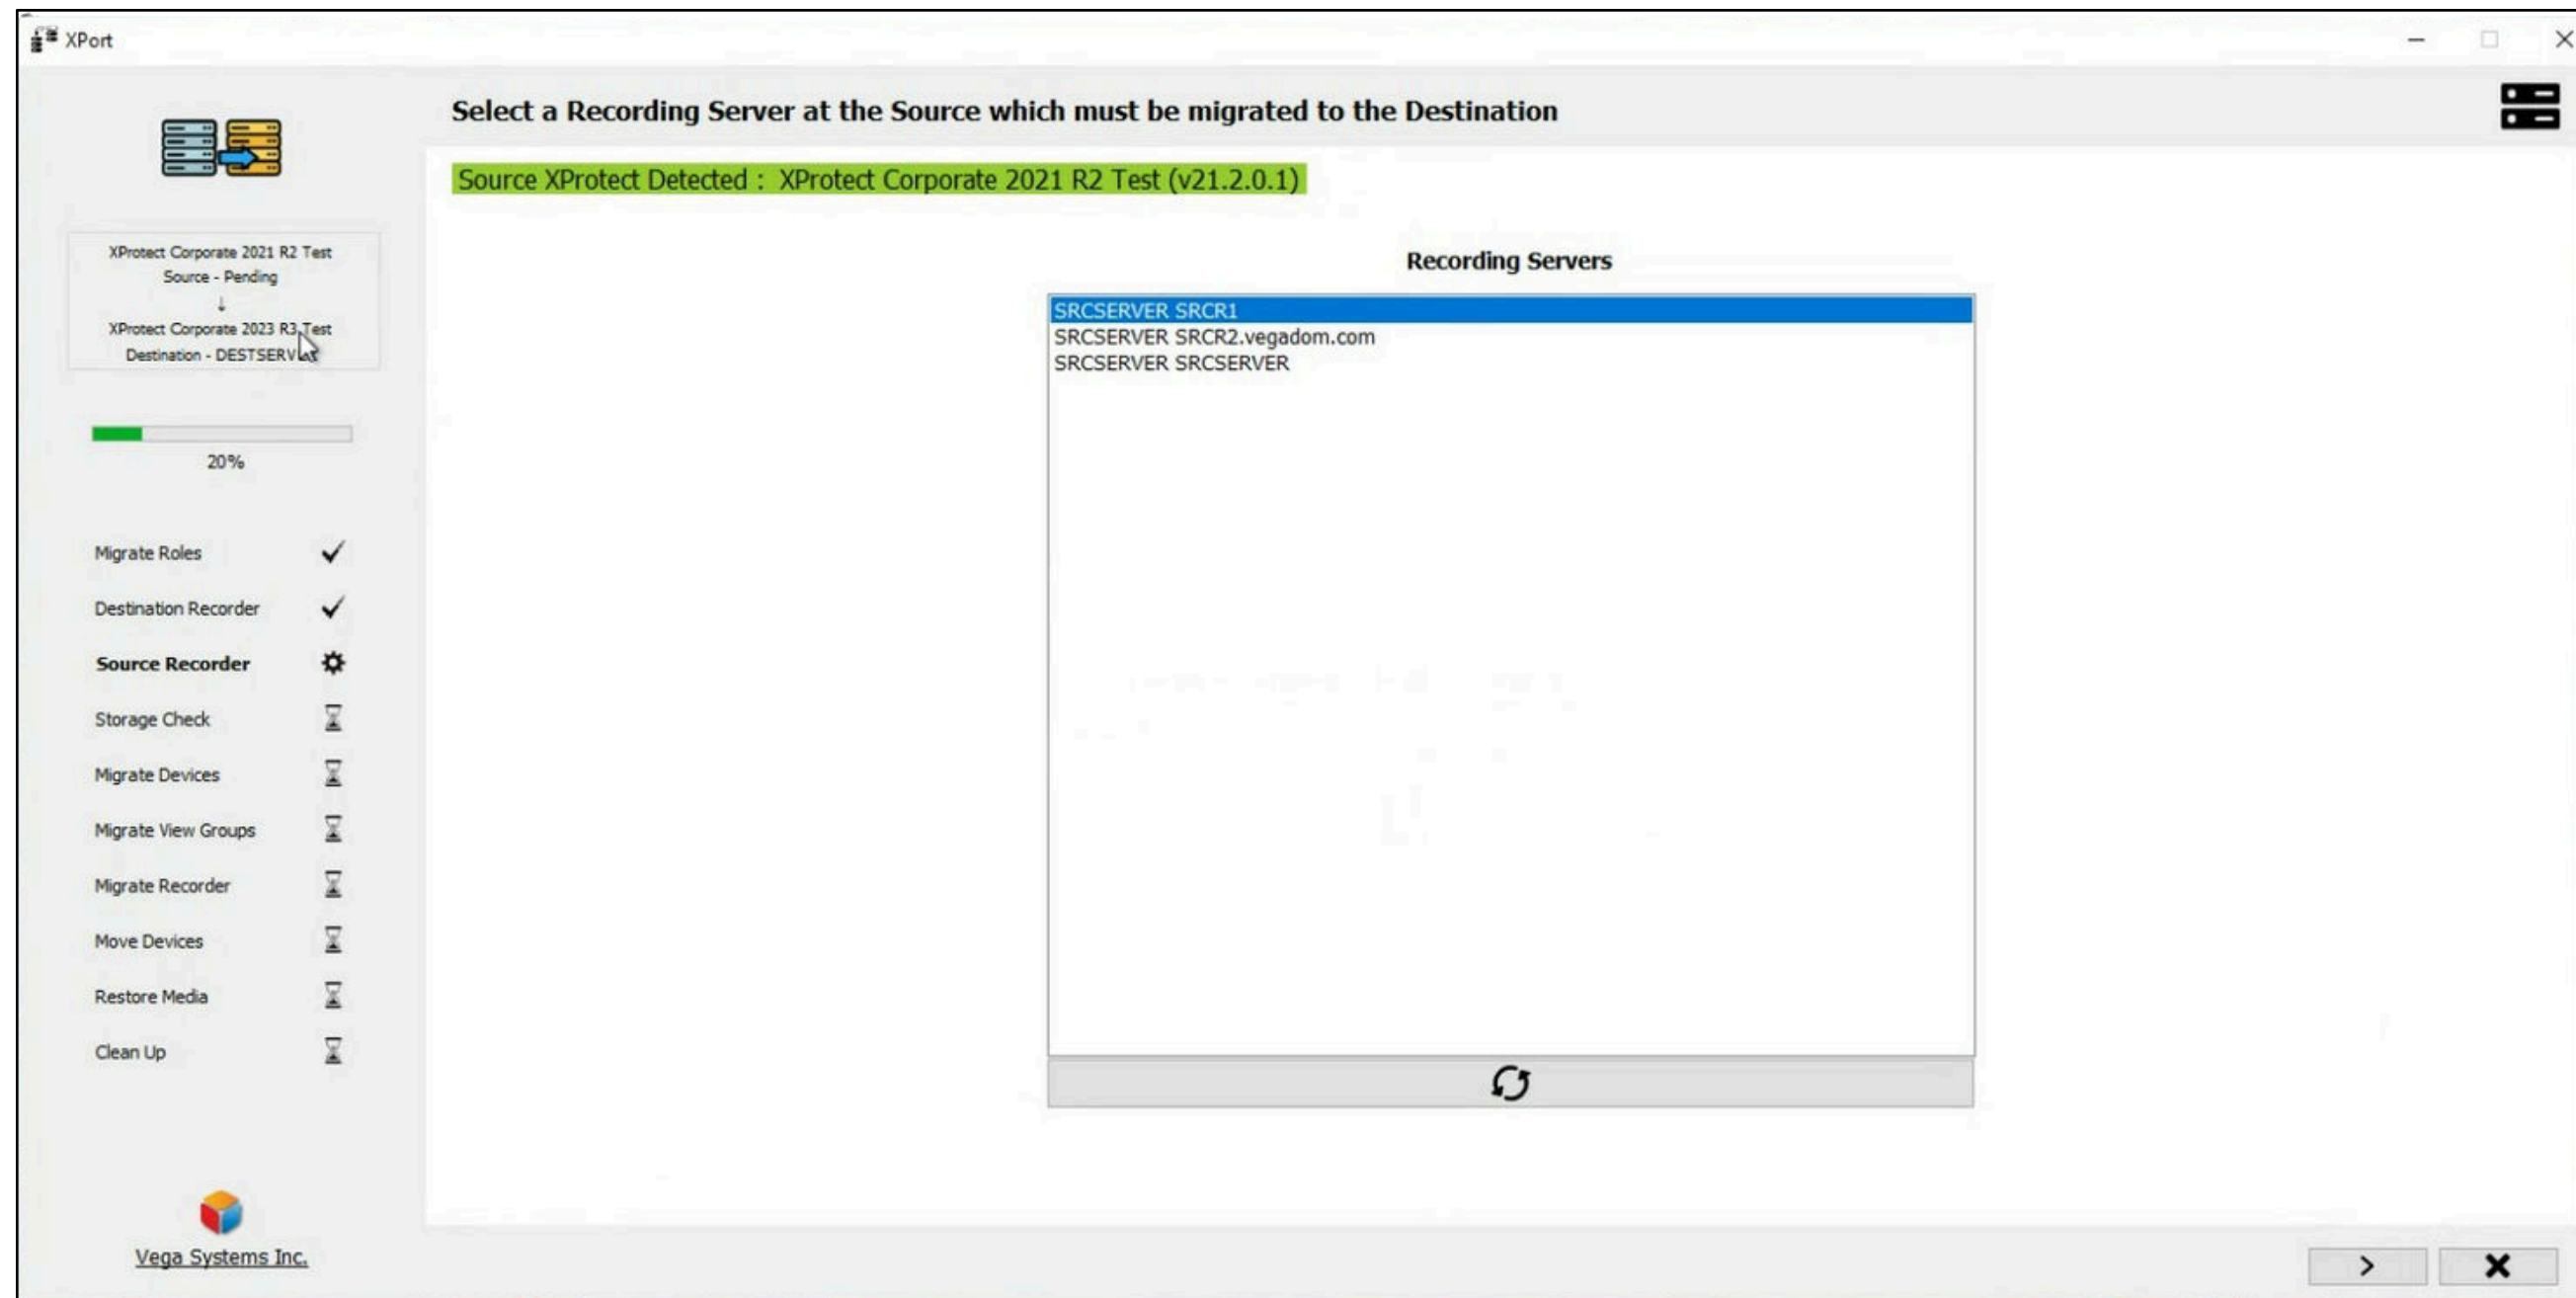 XPort
Select a Recording Server at the Source which must be migrated to the Destination
Source XProtect Detected : XProtect Corporate 2021 R2 Test (v21.2.0.1)
XProtect Corporate 2021 R2 Test
Source - Pending
↓
XProtect Corporate 2023 R3 Test
Destination -
20%
Migrate Roles
Destination Recorder
Source Recorder
Storage Check
Migrate Devices
Migrate View Groups
Migrate Recorder
Move Devices
Restore Media
Clean Up
Vega Systems Inc.
Recording Servers
SRCSERVER SRCR1
SRCSERVER SRCR2.vegadom.com
SRCSERVER SRCSERVER